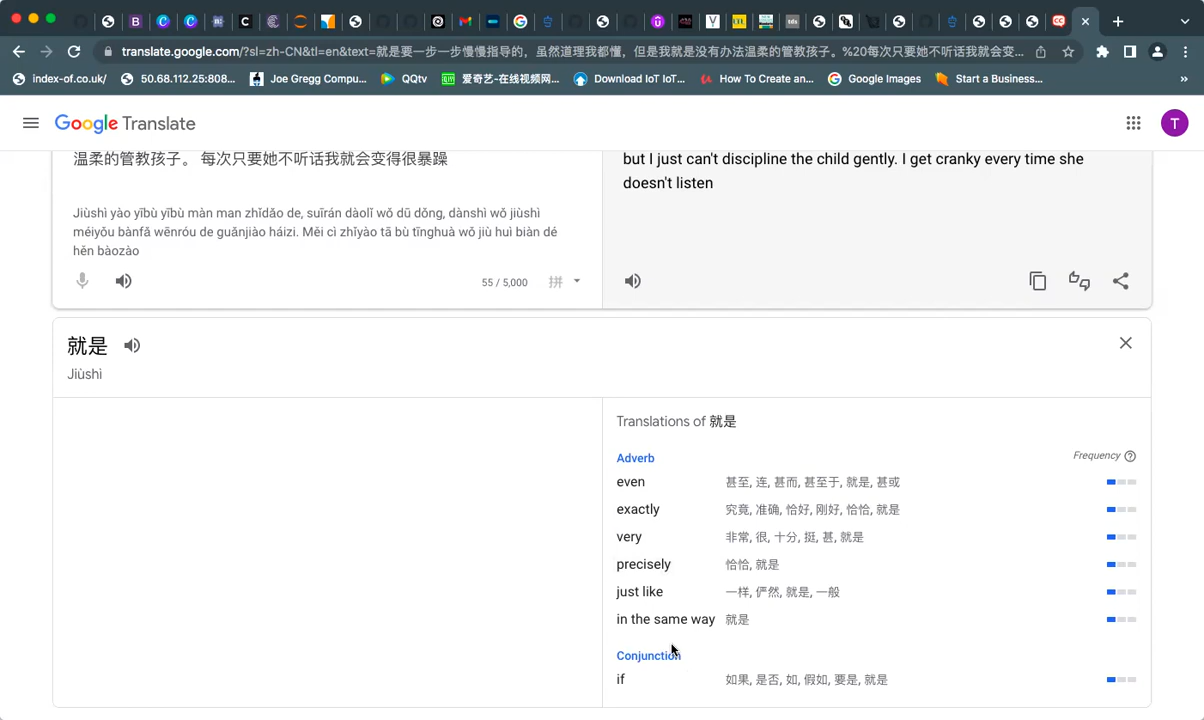 translate.google.com/?sl=zh-CN&tl=en&text=就是要一步一步慢慢指导的，虽然道理我都懂，但是我就是没有办法温柔的管教孩子。%20每次只要她不听话我就会变...
index-of.co.uk/ 50.68.112.25:808... Joe Gregg Compu... QQtv 爱奇艺-在线视频网... Download IoT IoT... How To Create an... Google Images Start a Business... »
Google Translate T
温柔的管教孩子。 每次只要她不听话我就会变得很暴躁
but I just can't discipline the child gently. I get cranky every time she
doesn't listen
Jiùshì yào yībù yībù màn man zhǐdǎo de, suīrán dàolǐ wǒ dū dǒng, dànshì wǒ jiùshì
méiyǒu bànfǎ wēnróu de guǎnjiào háizi. Měi cì zhǐyào tā bù tīnghuà wǒ jiù huì biàn dé
hěn bàozào
55 / 5,000 拼
就是
Jiùshì
Translations of 就是
Adverb Frequency
even 甚至, 连, 甚而, 甚至于, 就是, 甚或
exactly 究竟, 准确, 恰好, 刚好, 恰恰, 就是
very 非常, 很, 十分, 挺, 甚, 就是
precisely 恰恰, 就是
just like 一样, 俨然, 就是, 一般
in the same way 就是
Conjunction
if 如果, 是否, 如, 假如, 要是, 就是